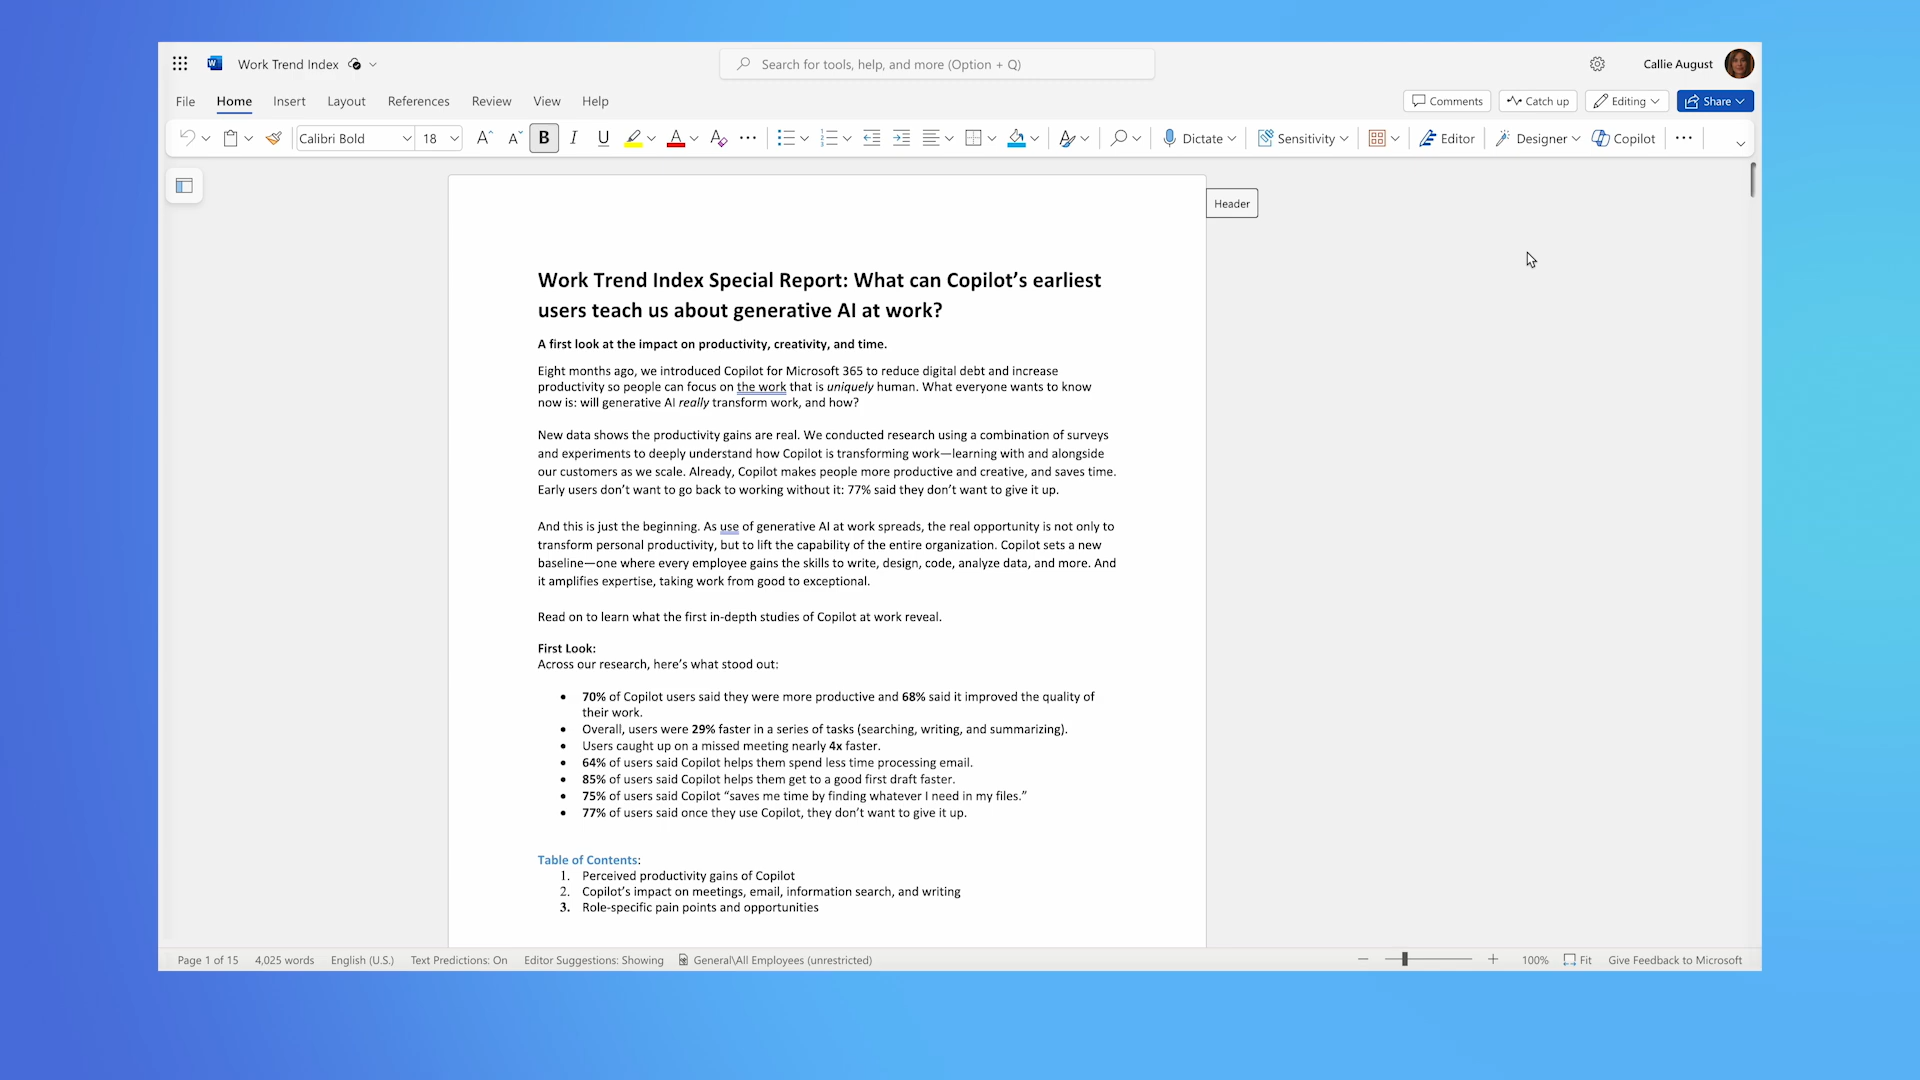 Work Trend Index
Search for tools, help, and more (Option + Q)
Callie August
File Home Insert Layout References Review View Help
Comments Catch up Editing Share
Calibri Bold 18 B I U Dictate Sensitivity Editor Designer Copilot
Header
Work Trend Index Special Report: What can Copilot’s earliest
users teach us about generative AI at work?
A first look at the impact on productivity, creativity, and time.
Eight months ago, we introduced Copilot for Microsoft 365 to reduce digital debt and increase
productivity so people can focus on the work that is uniquely human. What everyone wants to know
now is: will generative AI really transform work, and how?
New data shows the productivity gains are real. We conducted research using a combination of surveys
and experiments to deeply understand how Copilot is transforming work—learning with and alongside
our customers as we scale. Already, Copilot makes people more productive and creative, and saves time.
Early users don’t want to go back to working without it: 77% said they don’t want to give it up.
And this is just the beginning. As use of generative AI at work spreads, the real opportunity is not only to
transform personal productivity, but to lift the capability of the entire organization. Copilot sets a new
baseline—one where every employee gains the skills to write, design, code, analyze data, and more. And
it amplifies expertise, taking work from good to exceptional.
Read on to learn what the first in-depth studies of Copilot at work reveal.
First Look:
Across our research, here’s what stood out:
• 70% of Copilot users said they were more productive and 68% said it improved the quality of
their work.
• Overall, users were 29% faster in a series of tasks (searching, writing, and summarizing).
• Users caught up on a missed meeting nearly 4x faster.
• 64% of users said Copilot helps them spend less time processing email.
• 85% of users said Copilot helps them get to a good first draft faster.
• 75% of users said Copilot “saves me time by finding whatever I need in my files.”
• 77% of users said once they use Copilot, they don’t want to give it up.
Table of Contents:
1. Perceived productivity gains of Copilot
2. Copilot’s impact on meetings, email, information search, and writing
3. Role-specific pain points and opportunities
Page 1 of 15 4,025 words English (U.S.) Text Predictions: On Editor Suggestions: Showing General\All Employees (unrestricted) 100% Fit Give Feedback to Microsoft